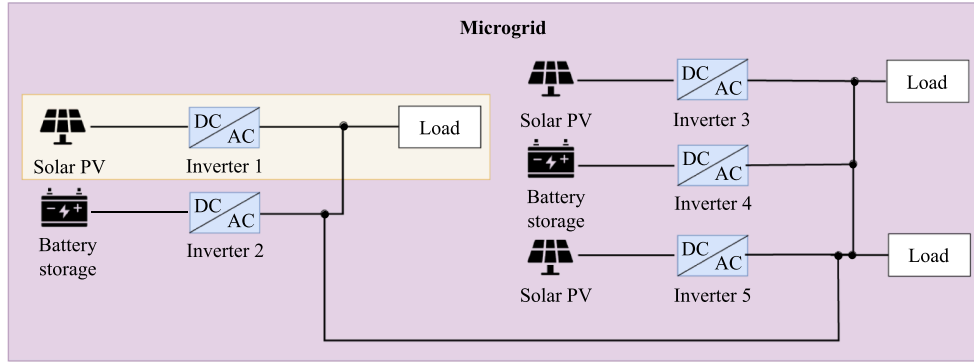 Microgrid
Solar PV
DC
AC
Inverter 1
Load
Battery
storage
DC
AC
Inverter 2
Solar PV
DC
AC
Inverter 3
Load
Battery
storage
DC
AC
Inverter 4
Solar PV
DC
AC
Inverter 5
Load